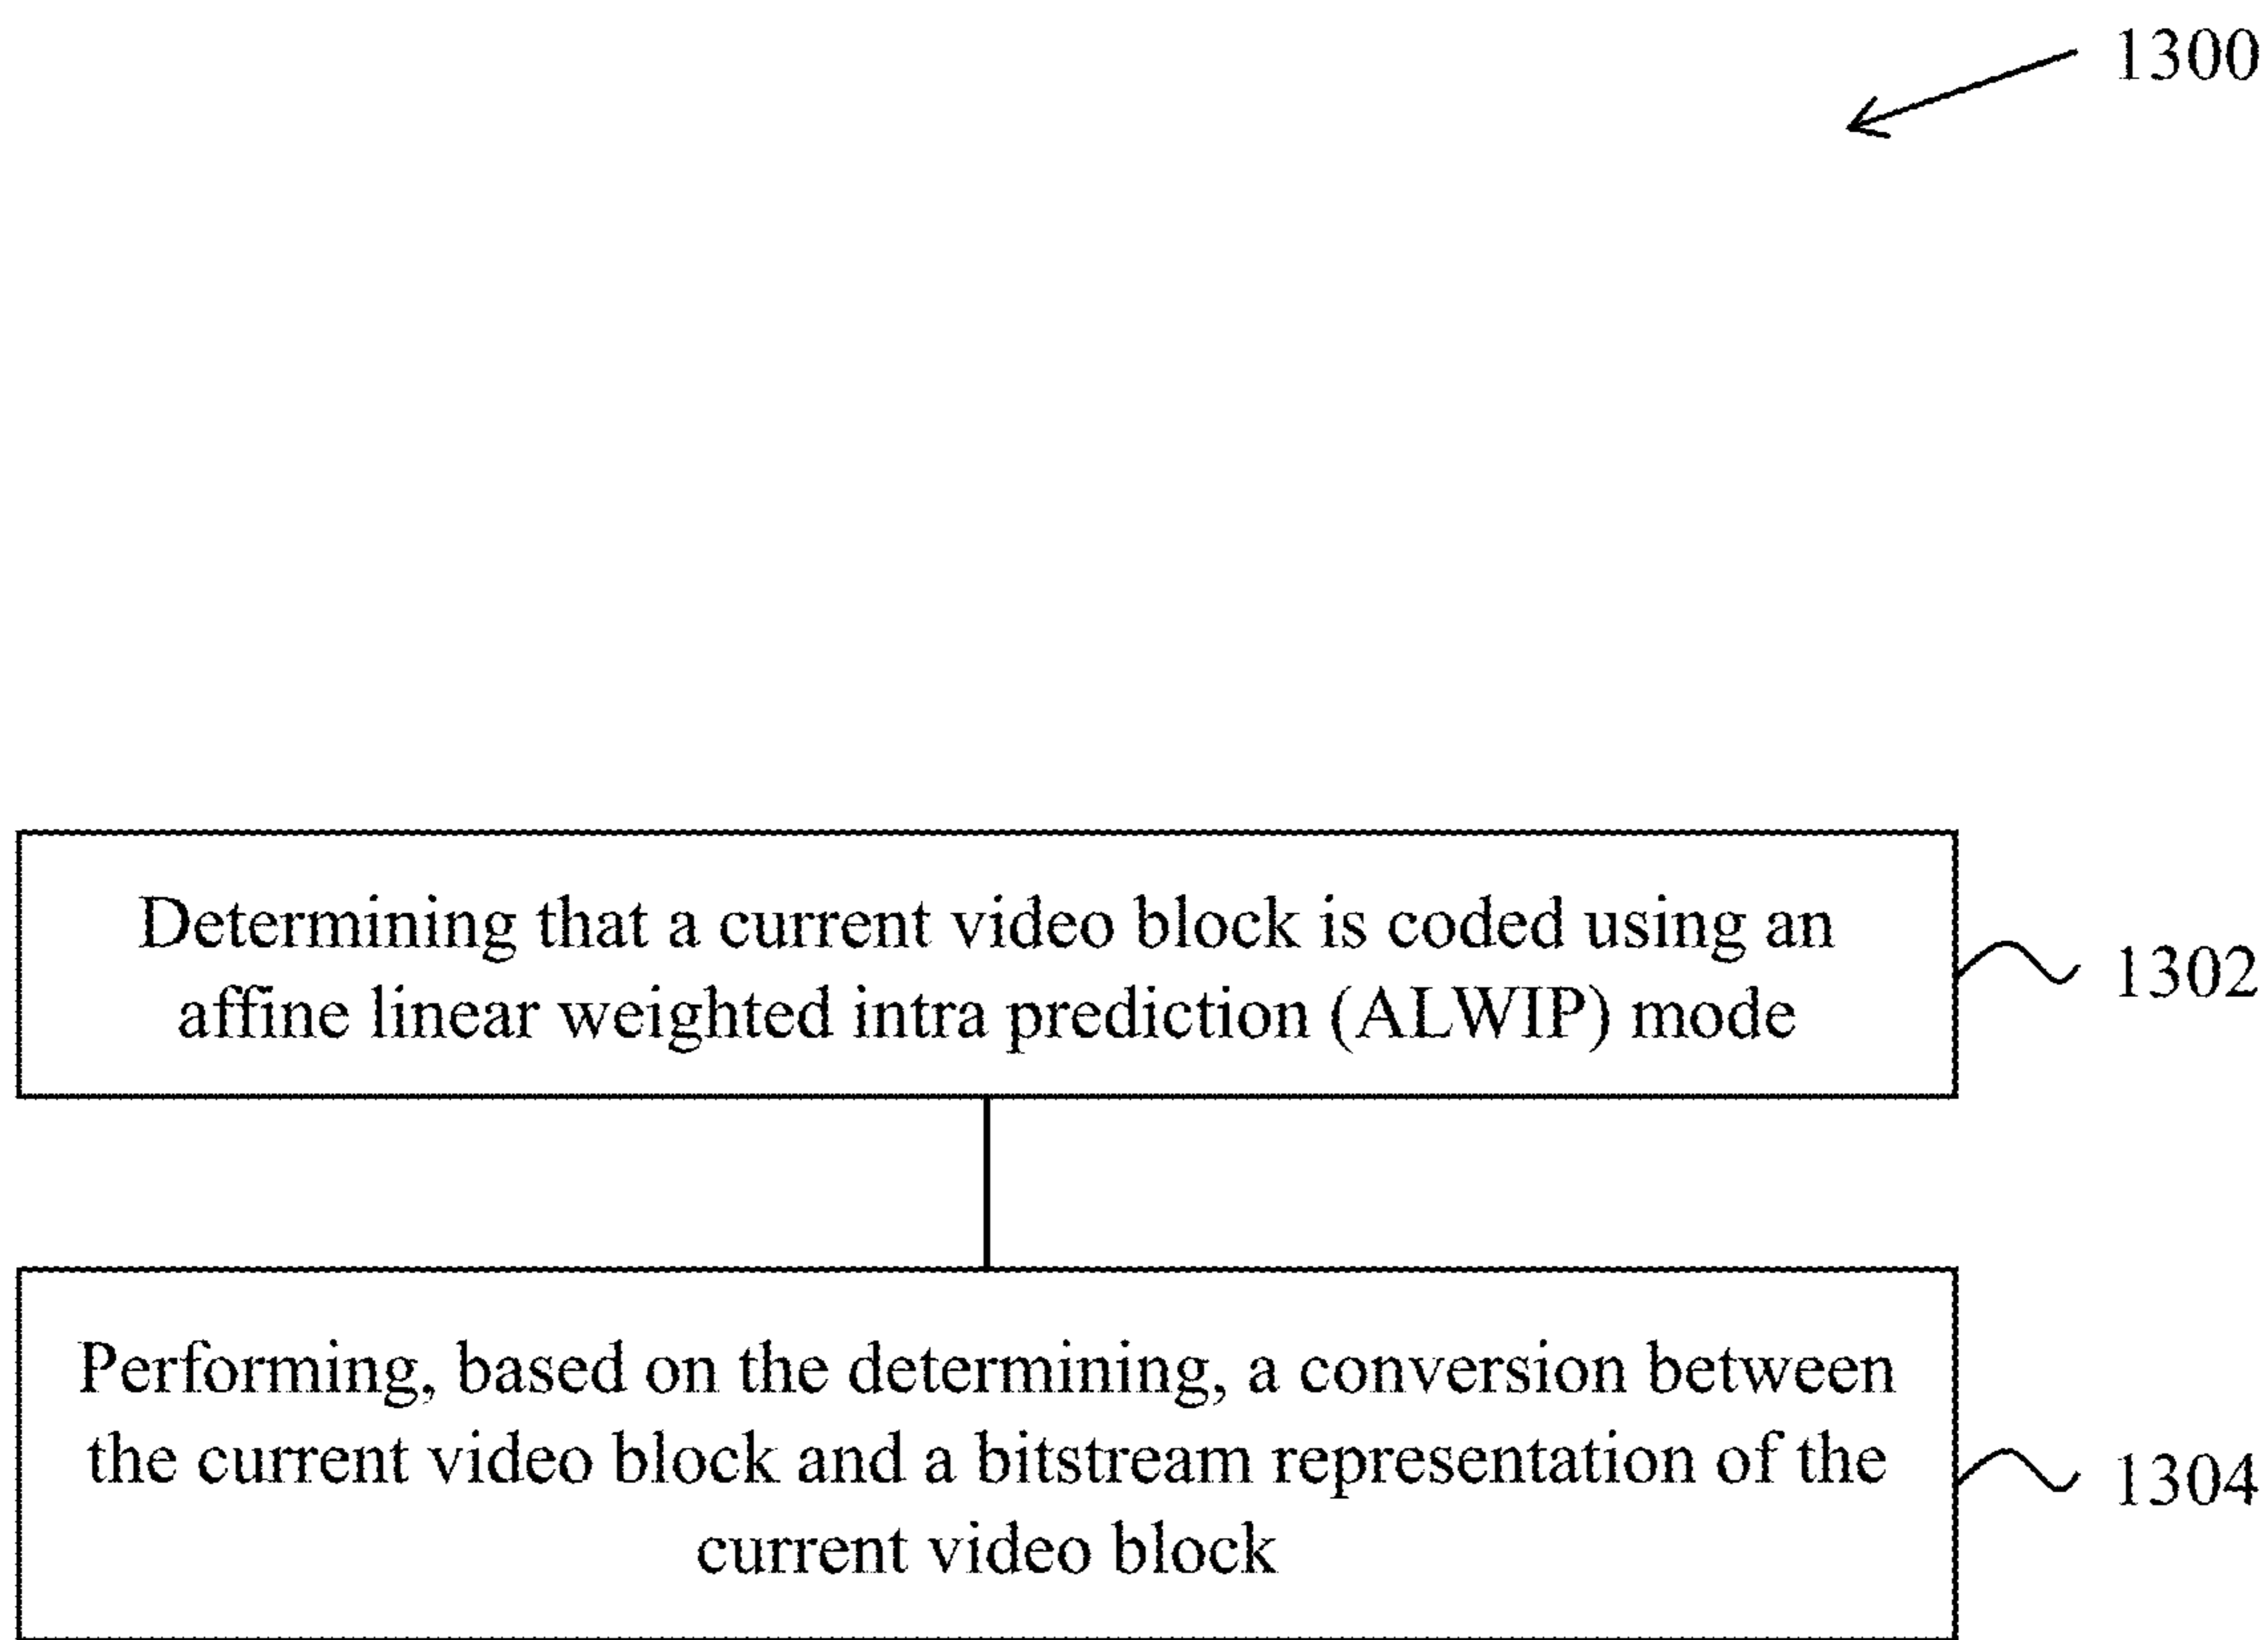 1300
Determining that a current video block is coded using an
affine linear weighted intra prediction (ALWIP) mode
1302
Performing, based on the determining, a conversion between
the current video block and a bitstream representation of the
current video block
1304